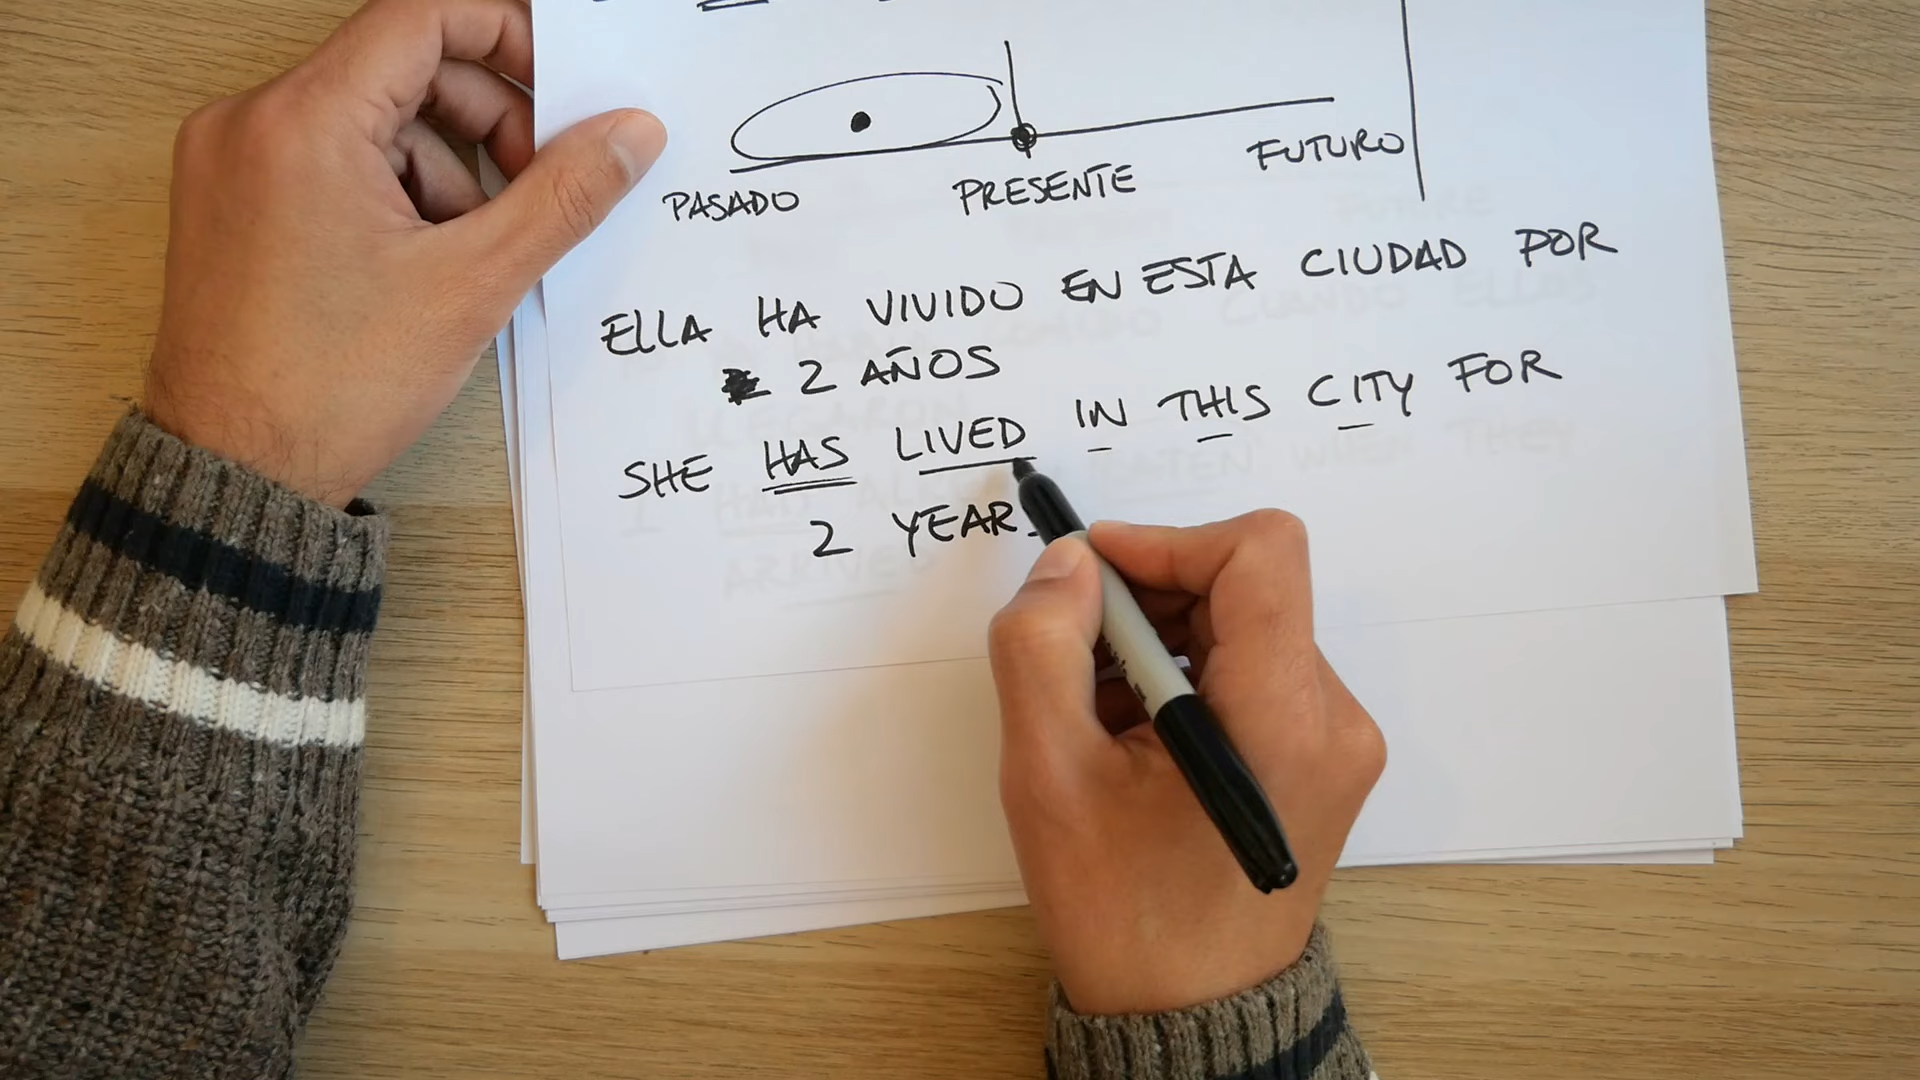 PASADO PRESENTE FUTURO
ELLA HA VIVIDO EN ESTA CIUDAD POR
2 AÑOS
SHE HAS LIVED IN THIS CITY FOR
2 YEARS